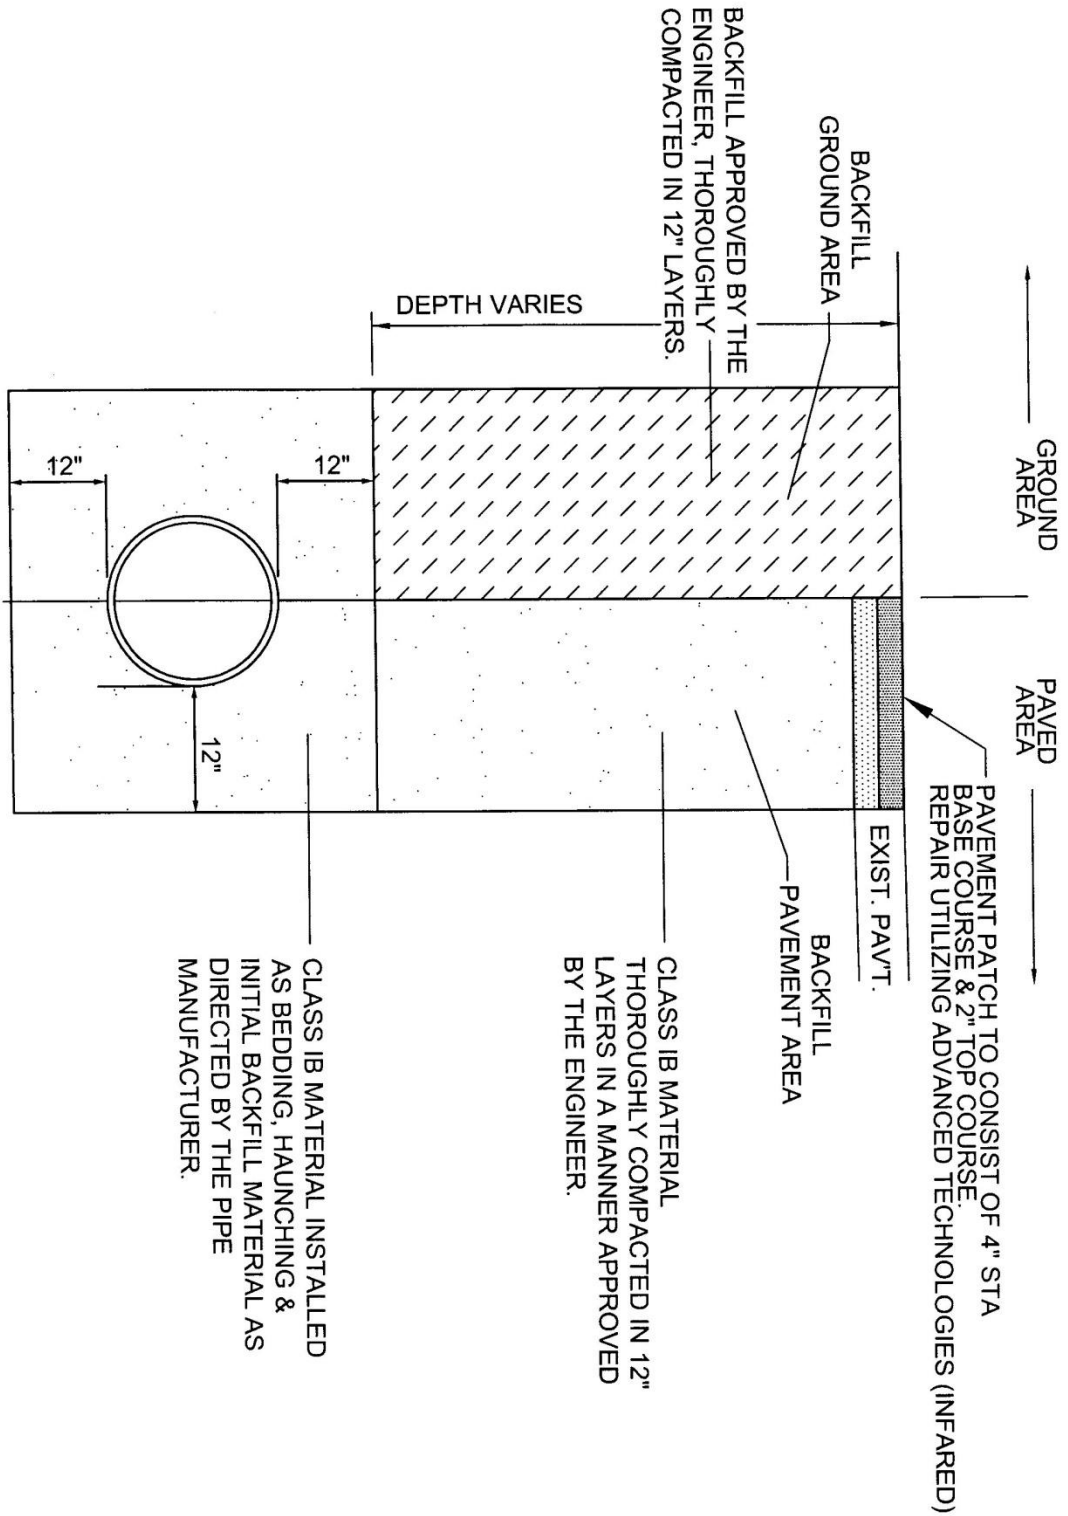 GROUND
AREA
PAVED
AREA
PAVEMENT PATCH TO CONSIST OF 4" STA
BASE COURSE & 2" TOP COURSE.
REPAIR UTILIZING ADVANCED TECHNOLOGIES (INFARED)
BACKFILL
GROUND AREA
BACKFILL APPROVED BY THE
ENGINEER, THOROUGHLY
COMPACTED IN 12" LAYERS.
DEPTH VARIES
EXIST. PAV'T.
BACKFILL
PAVEMENT AREA
CLASS IB MATERIAL
THOROUGHLY COMPACTED IN 12"
LAYERS IN A MANNER APPROVED
BY THE ENGINEER.
12"
12"
12"
CLASS IB MATERIAL INSTALLED
AS BEDDING, HAUNCHING &
INITIAL BACKFILL MATERIAL AS
DIRECTED BY THE PIPE
MANUFACTURER.